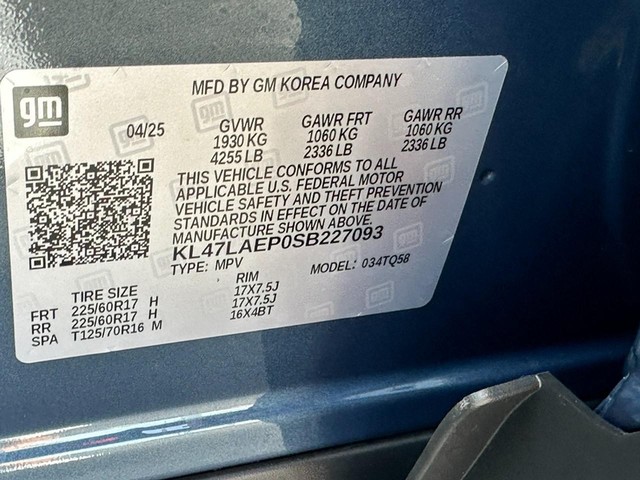 MFD BY GM KOREA COMPANY
gm
04/25 GVWR GAWR FRT GAWR RR
1930 KG 1060 KG 1060 KG
4255 LB 2336 LB 2336 LB
THIS VEHICLE CONFORMS TO ALL
APPLICABLE U.S. FEDERAL MOTOR
VEHICLE SAFETY AND THEFT PREVENTION
STANDARDS IN EFFECT ON THE DATE OF
MANUFACTURE SHOWN ABOVE.
KL47LAEP0SB227093
TYPE: MPV MODEL: 034TQ58
TIRE SIZE RIM
FRT 225/60R17 H 17X7.5J
RR 225/60R17 H 17X7.5J
SPA T125/70R16 M 16X4BT